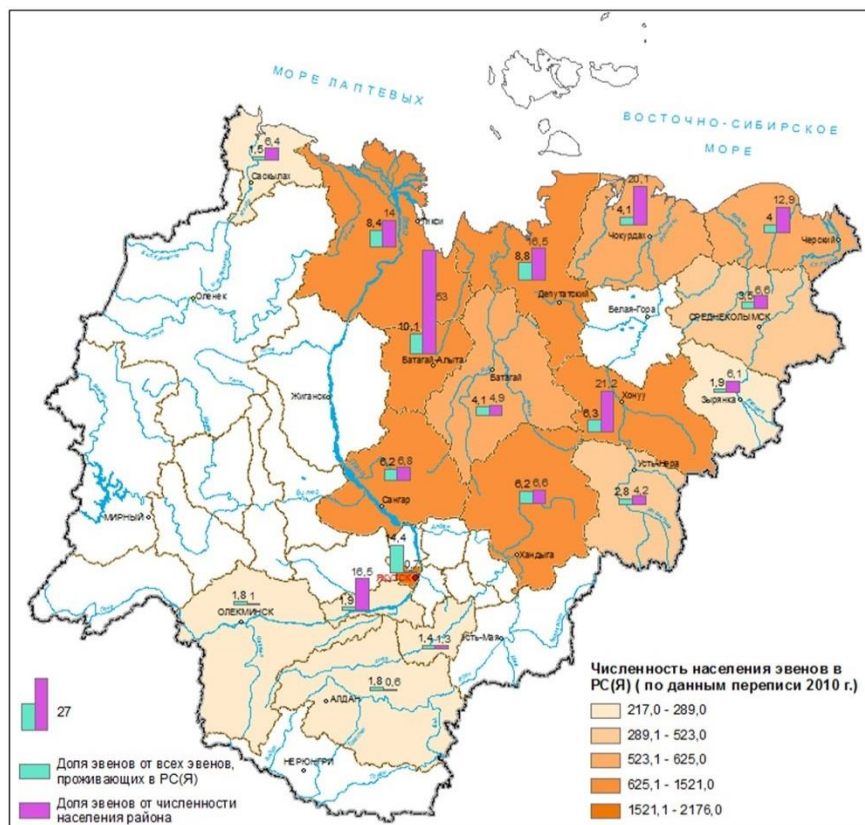 МОРЕ ЛАПТЕВЫХ
ВОСТОЧНО-СИБИРСКОЕ
МОРЕ
1,5 6,4
Саскылах
8,4 14
Тикси
8,8 16,5
Депутатский
4,1 20,1
Чокурдах
4 12,9
Черский
Оленек
10,1 63
Батагай-Алыта
Белая-Гора
3,5 6,6
СРЕДНЕКОЛЫМСК
Батагай
4,1 4,9
1,9 6,1
Зырянка
Жиганск
6,3 21,2
Хонуу
6,2 6,8
Сангар
6,2 6,6
Хандыга
Усть-Нера
2,8 4,2
МИРНЫЙ
14,4 0,7
ЯКУТСК
1,9 16,5
1,8 1
ОЛЕКМИНСК
1,4 1,3
Усть-Мая
1,8 0,6
АЛДАН
НЕРЮНГРИ
27
Доля эвенов от всех эвенов,
проживающих в РС(Я)
Доля эвенов от численности
населения района
Численность населения эвенов в
РС(Я) ( по данным переписи 2010 г.)
217,0 - 289,0
289,1 - 523,0
523,1 - 625,0
625,1 - 1521,0
1521,1 - 2176,0